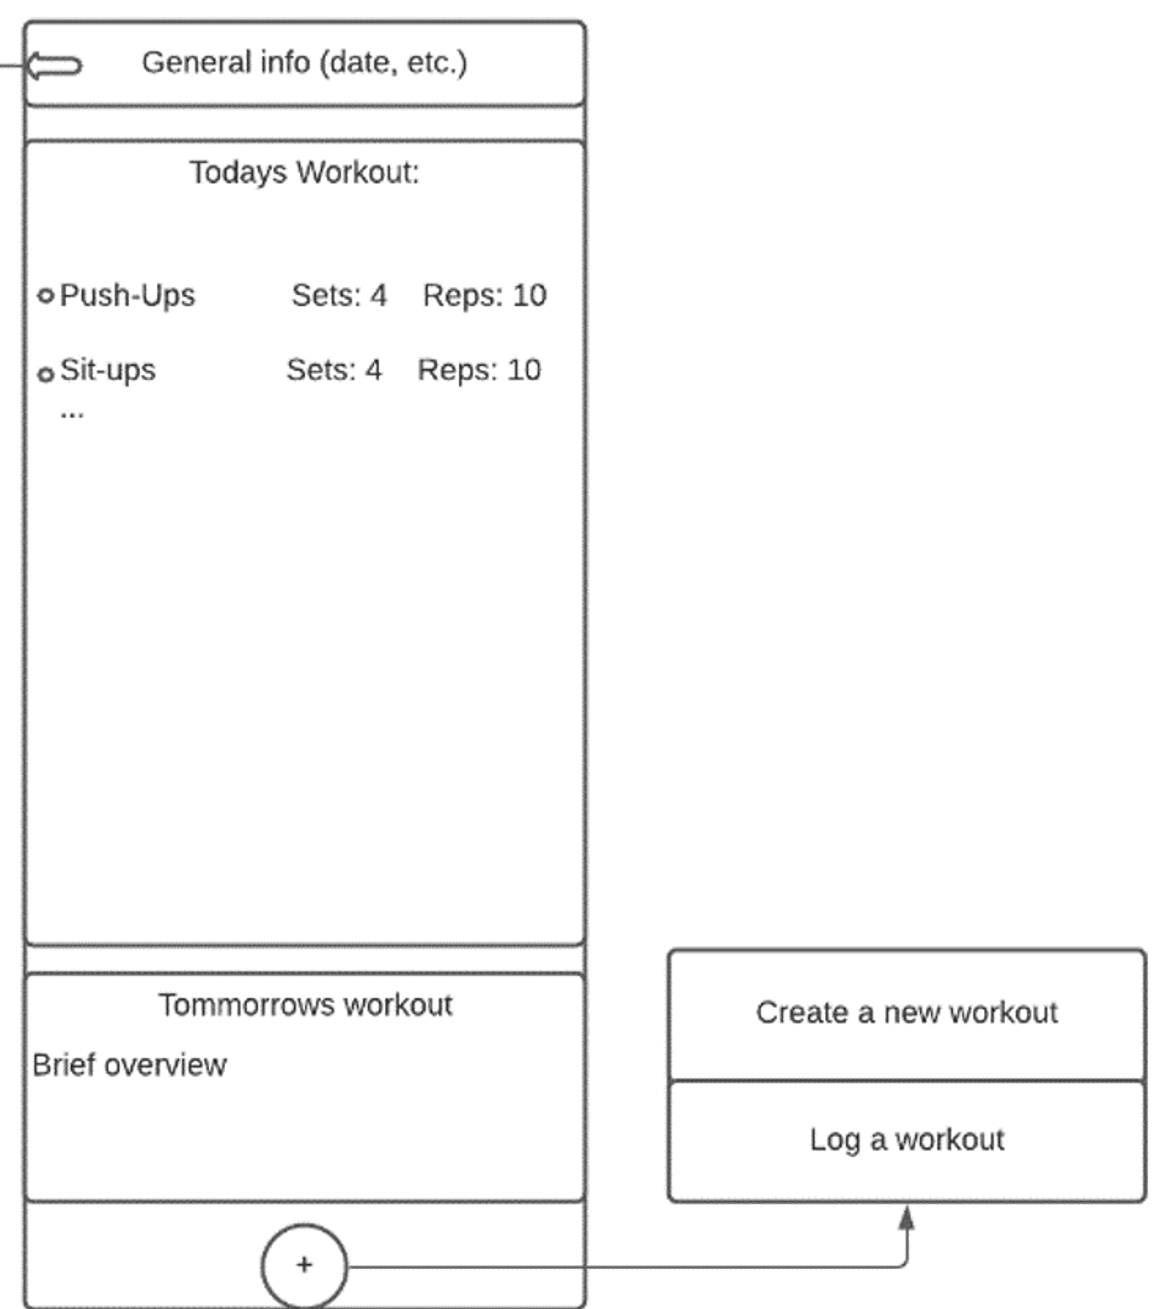 General info (date, etc.)
Todays Workout:
Push-Ups Sets: 4 Reps: 10
Sit-ups Sets: 4 Reps: 10
...
Tommorrows workout
Brief overview
+
Create a new workout
Log a workout